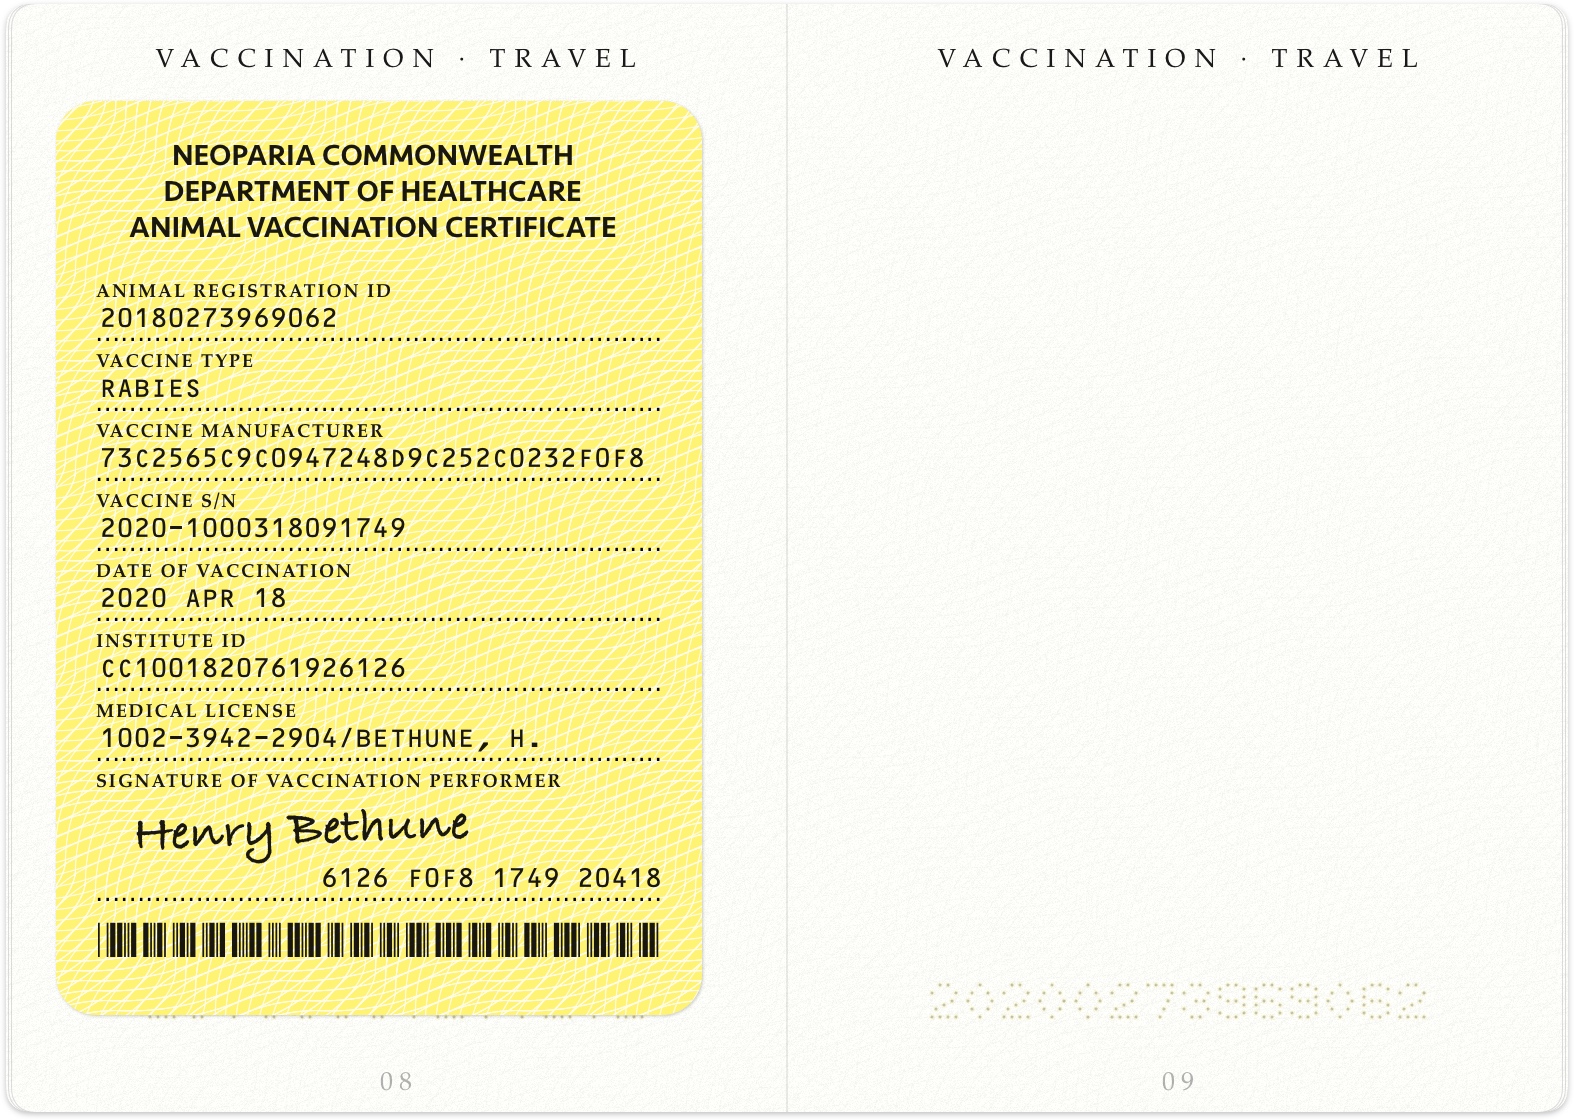 VACCINATION · TRAVEL
NEOPARIA COMMONWEALTH
DEPARTMENT OF HEALTHCARE
ANIMAL VACCINATION CERTIFICATE
ANIMAL REGISTRATION ID
20180273969062
VACCINE TYPE
RABIES
VACCINE MANUFACTURER
73C2565C9C0947248D9C252C0232F0F8
VACCINE S/N
2020-1000318091749
DATE OF VACCINATION
2020 APR 18
INSTITUTE ID
CC1001820761926126
MEDICAL LICENSE
1002-3942-2904/BETHUNE, H.
SIGNATURE OF VACCINATION PERFORMER
Henry Bethune
6126 F0F8 1749 20418
08
VACCINATION · TRAVEL
20200273969062
09